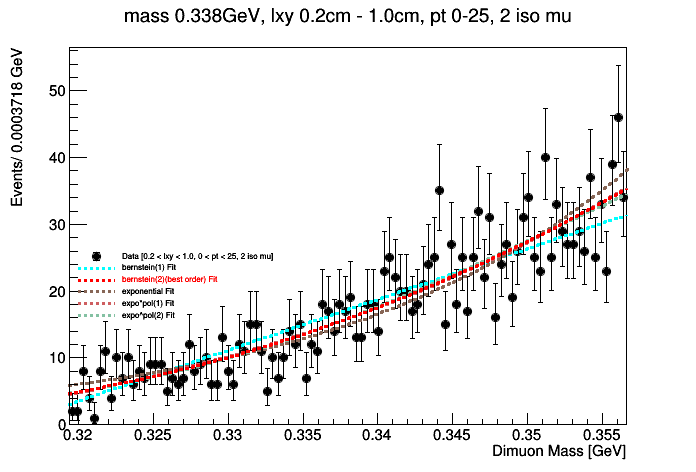 mass 0.338GeV, lxy 0.2cm - 1.0cm, pt 0-25, 2 iso mu
Events/ 0.0003718 GeV
50
40
30
20
10
0
Data [0.2 < lxy < 1.0, 0 < pt < 25, 2 iso mu]
bernstein(1) Fit
bernstein(2)(best order) Fit
exponential Fit
expo*pol(1) Fit
expo*pol(2) Fit
0.32 0.325 0.33 0.335 0.34 0.345 0.35 0.355
Dimuon Mass [GeV]